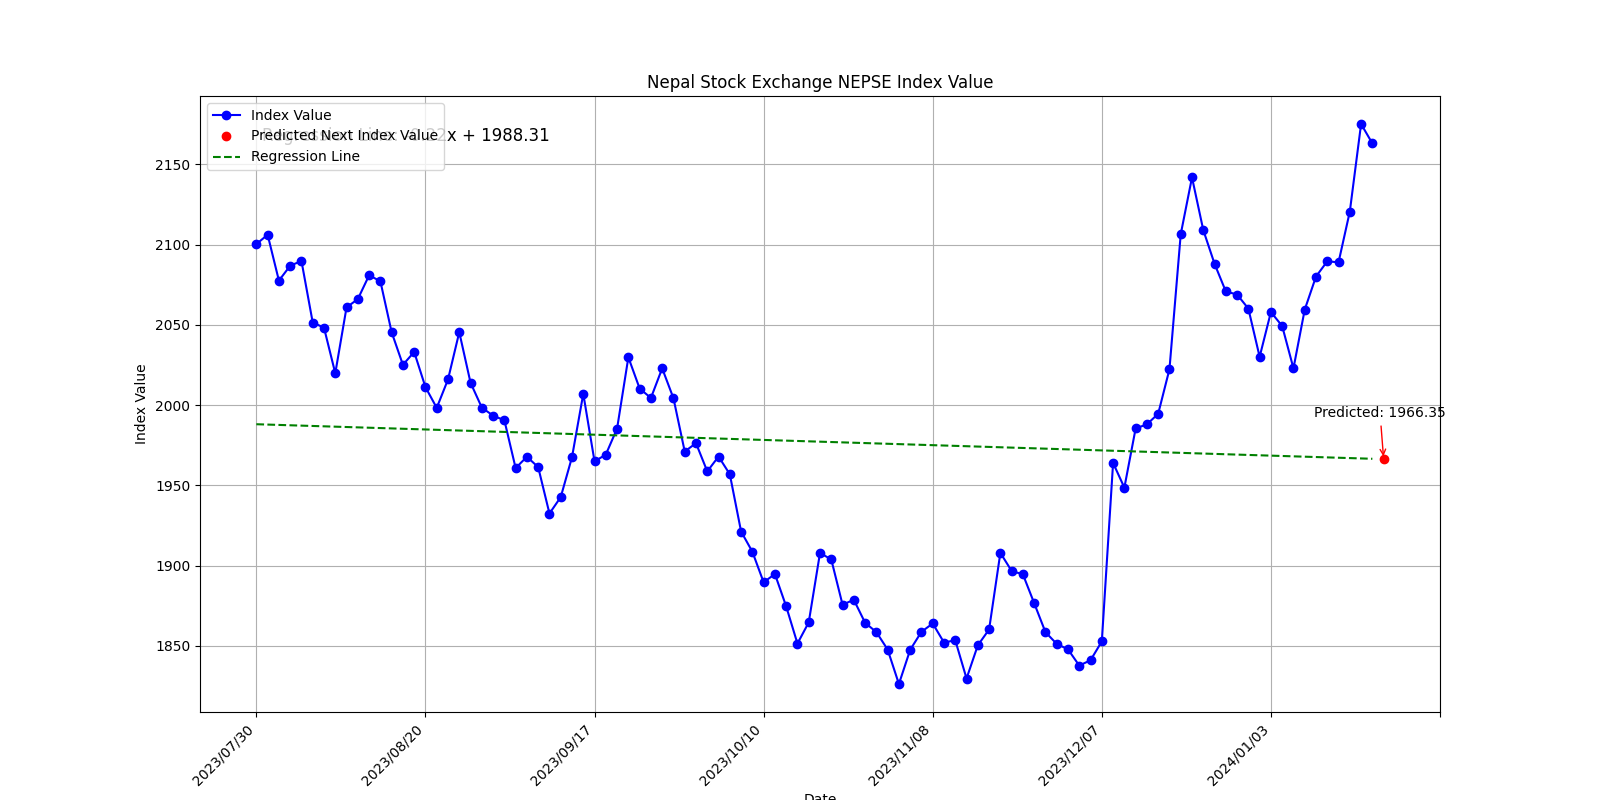 Nepal Stock Exchange NEPSE Index Value
Index Value
Predicted Next Index Value
x + 1988.31
Regression Line
2150
2100
2050
2000
1950
1900
1850
Index Value
Predicted: 1966.35
2023/07/30
2023/08/20
2023/09/17
2023/10/10
2023/11/08
2023/12/07
2024/01/03
Date